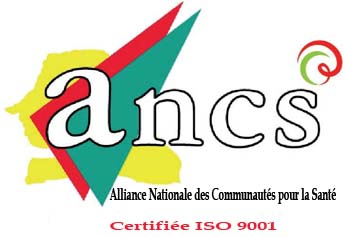 ancs
Alliance Nationale des Communautés pour la Santé
Certifiée ISO 9001